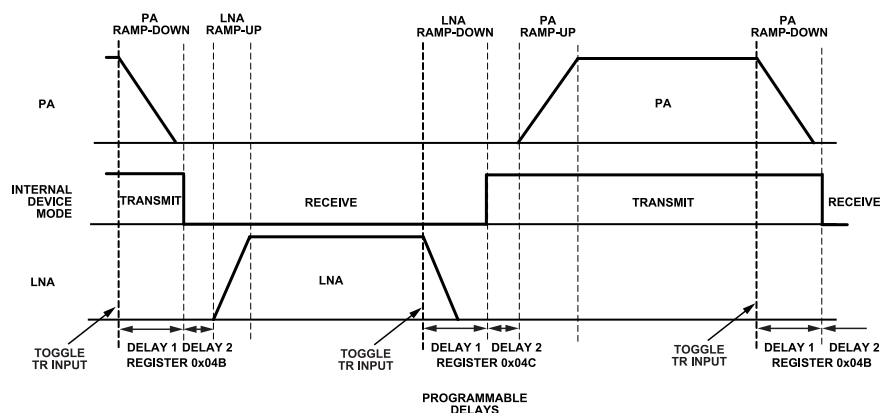 PA
RAMP-DOWN
LNA
RAMP-UP
LNA
RAMP-DOWN
PA
RAMP-UP
PA
RAMP-DOWN
PA
PA
INTERNAL
DEVICE
MODE
TRANSMIT
RECEIVE
TRANSMIT
RECEIVE
LNA
LNA
TOGGLE
TR INPUT
DELAY 1 DELAY 2
REGISTER 0x04B
TOGGLE
TR INPUT
DELAY 1 DELAY 2
REGISTER 0x04C
TOGGLE
TR INPUT
DELAY 1 DELAY 2
REGISTER 0x04B
PROGRAMMABLE
DELAYS